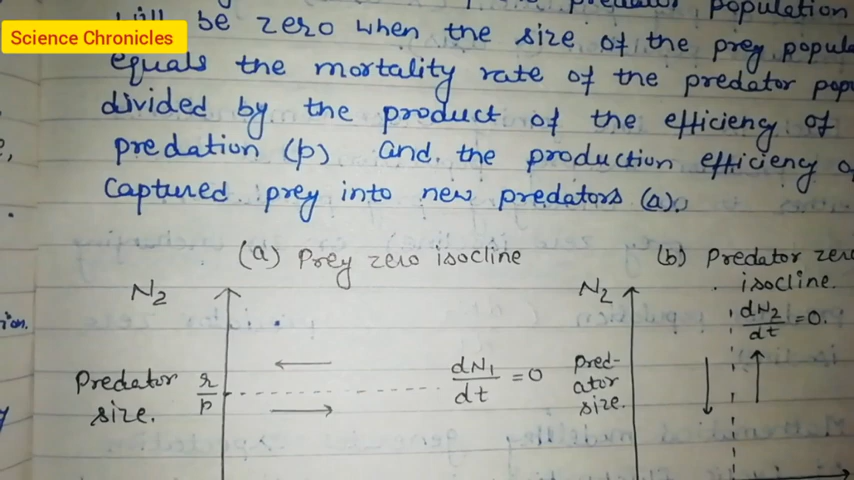 population
Science Chronicles
will be zero when the size of the prey popula
equals the mortality rate of the predator pop
divided by the product of the efficieny of
predation (p) and the production efficiency o
captured prey into new predators (a).
(a) Prey zero isocline
(b) Predator zero
isocline.
N2
N2
dN2/dt = 0.
Predator size.
r/p
dN1/dt = 0
Pred-
ator
size.